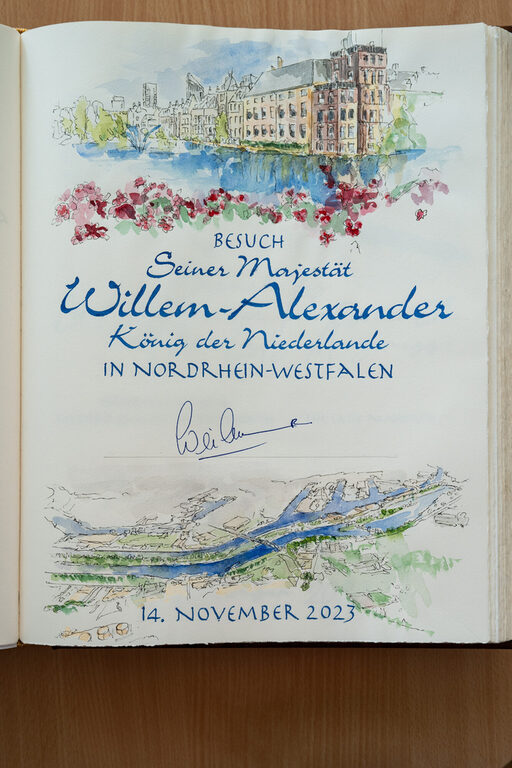 BESUCH
Seiner Majestät
Willem-Alexander
König der Niederlande
IN NORDRHEIN-WESTFALEN
14. NOVEMBER 2023